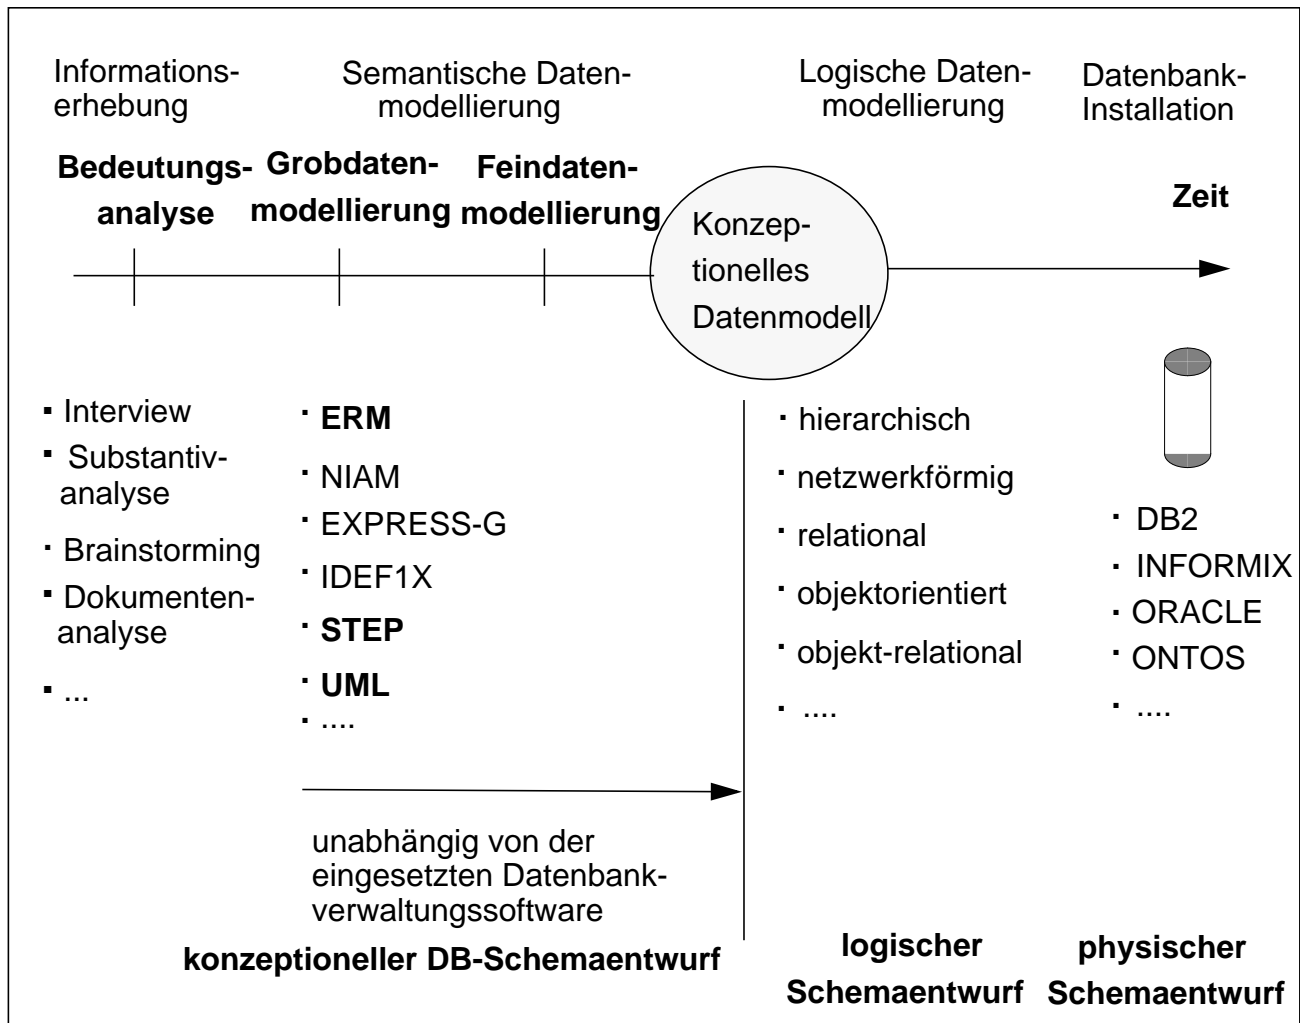 Informations-
erhebung
Semantische Daten-
modellierung
Logische Daten-
modellierung
Datenbank-
Installation
Bedeutungs-
analyse
Grobdaten-
modellierung
Feindaten-
modellierung
Konzep-
tionelles
Datenmodell
Zeit
▪ Interview
▪ Substantiv-
analyse
· Brainstorming
▪ Dokumenten-
analyse
▪ ...
· ERM
· NIAM
· EXPRESS-G
· IDEF1X
· STEP
· UML
· ....
· hierarchisch
· netzwerkförmig
· relational
· objektorientiert
· objekt-relational
· ....
· DB2
· INFORMIX
· ORACLE
· ONTOS
· ....
unabhängig von der
eingesetzten Datenbank-
verwaltungssoftware
konzeptioneller DB-Schemaentwurf
logischer
Schemaentwurf
physischer
Schemaentwurf